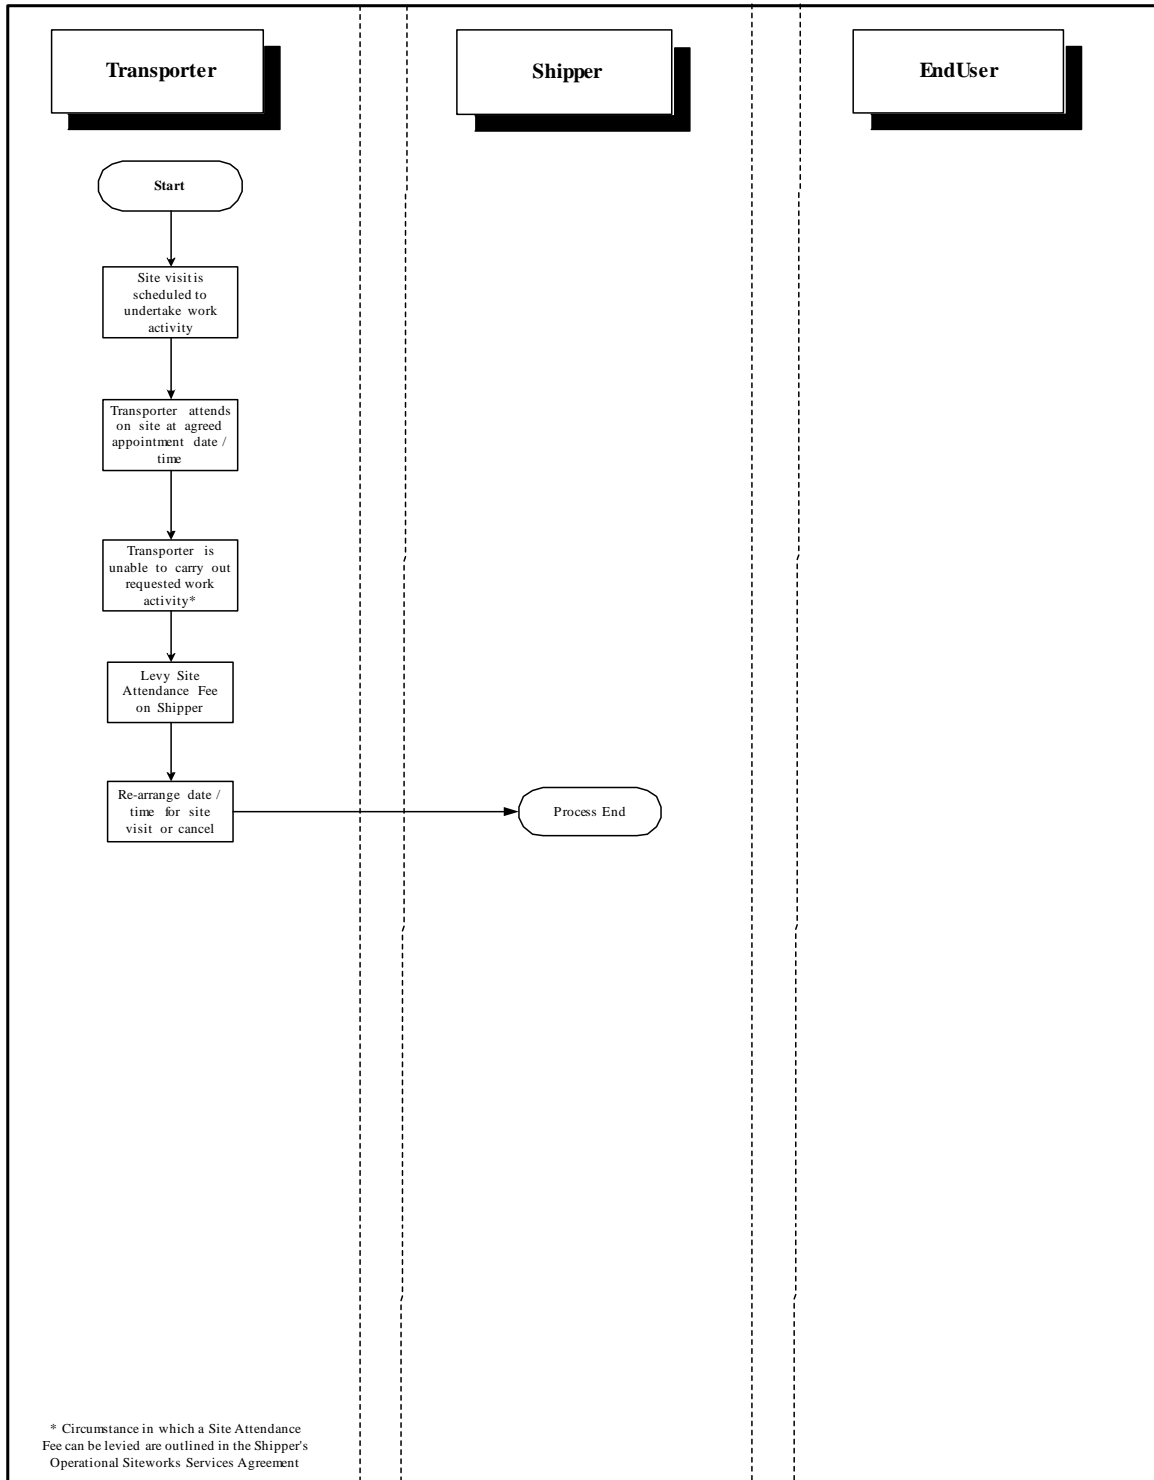 Transporter
Shipper
EndUser
Start
Site visit is
scheduled to
undertake work
activity
Transporter attends
on site at agreed
appointment date /
time
Transporter is
unable to carry out
requested work
activity*
Levy Site
Attendance Fee
on Shipper
Re-arrange date /
time for site
visit or cancel
Process End
* Circumstance in which a Site Attendance
Fee can be levied are outlined in the Shipper's
Operational Siteworks Services Agreement